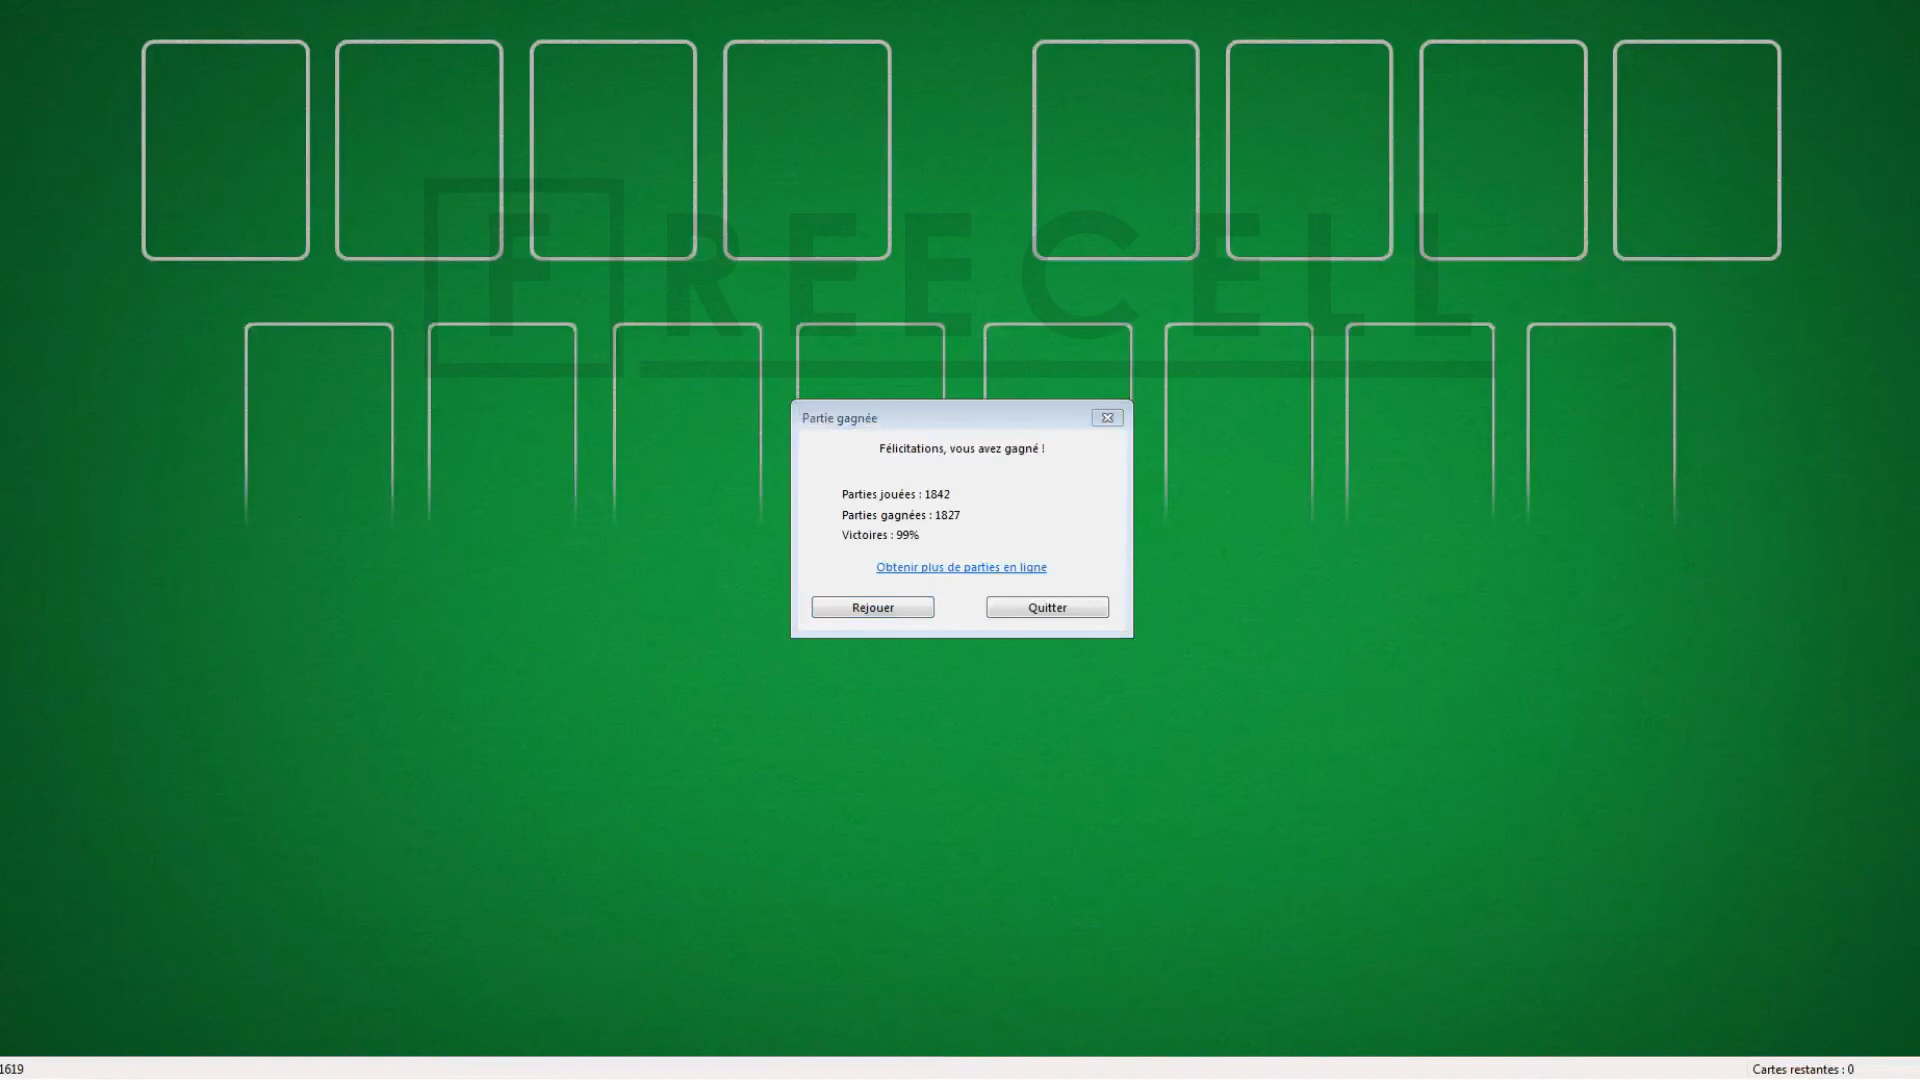 FREECELL
Partie gagnée
Félicitations, vous avez gagné !
Parties jouées : 1842
Parties gagnées : 1827
Victoires : 99%
Obtenir plus de parties en ligne
Rejouer
Quitter
1619
Cartes restantes : 0